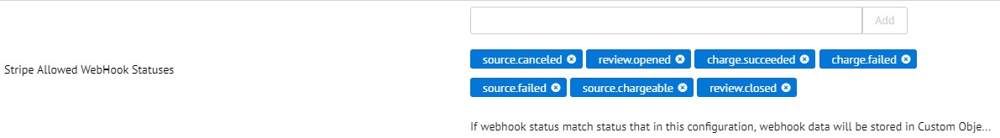 Add
Stripe Allowed WebHook Statuses
source.canceled review.opened charge.succeeded charge.failed
source.failed source.chargeable review.closed
If webhook status match status that in this configuration, webhook data will be stored in Custom Obje...